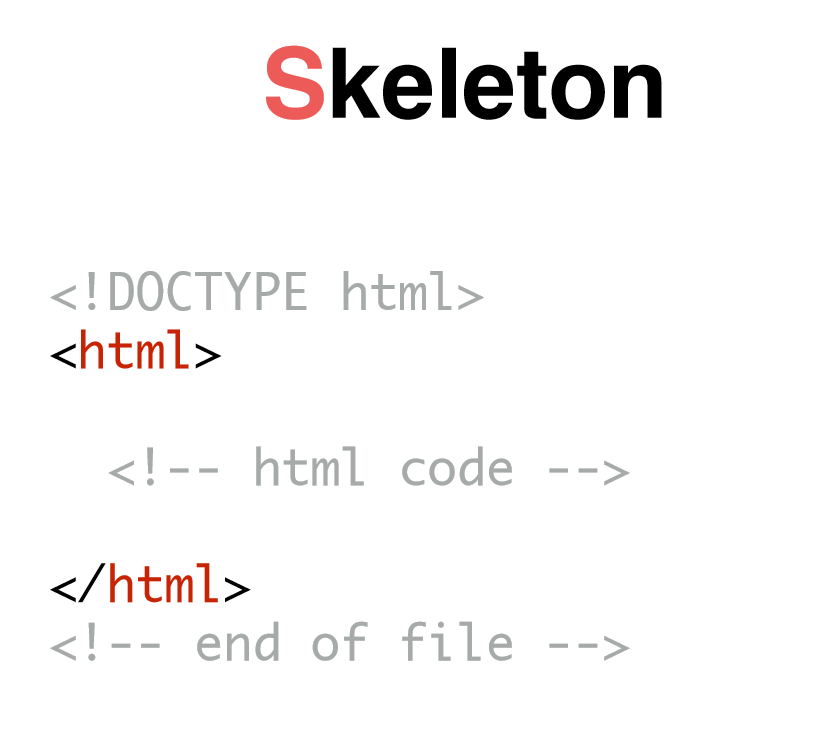 Skeleton
<!DOCTYPE html>
<html>
<!-- html code -->
</html>
<!-- end of file -->